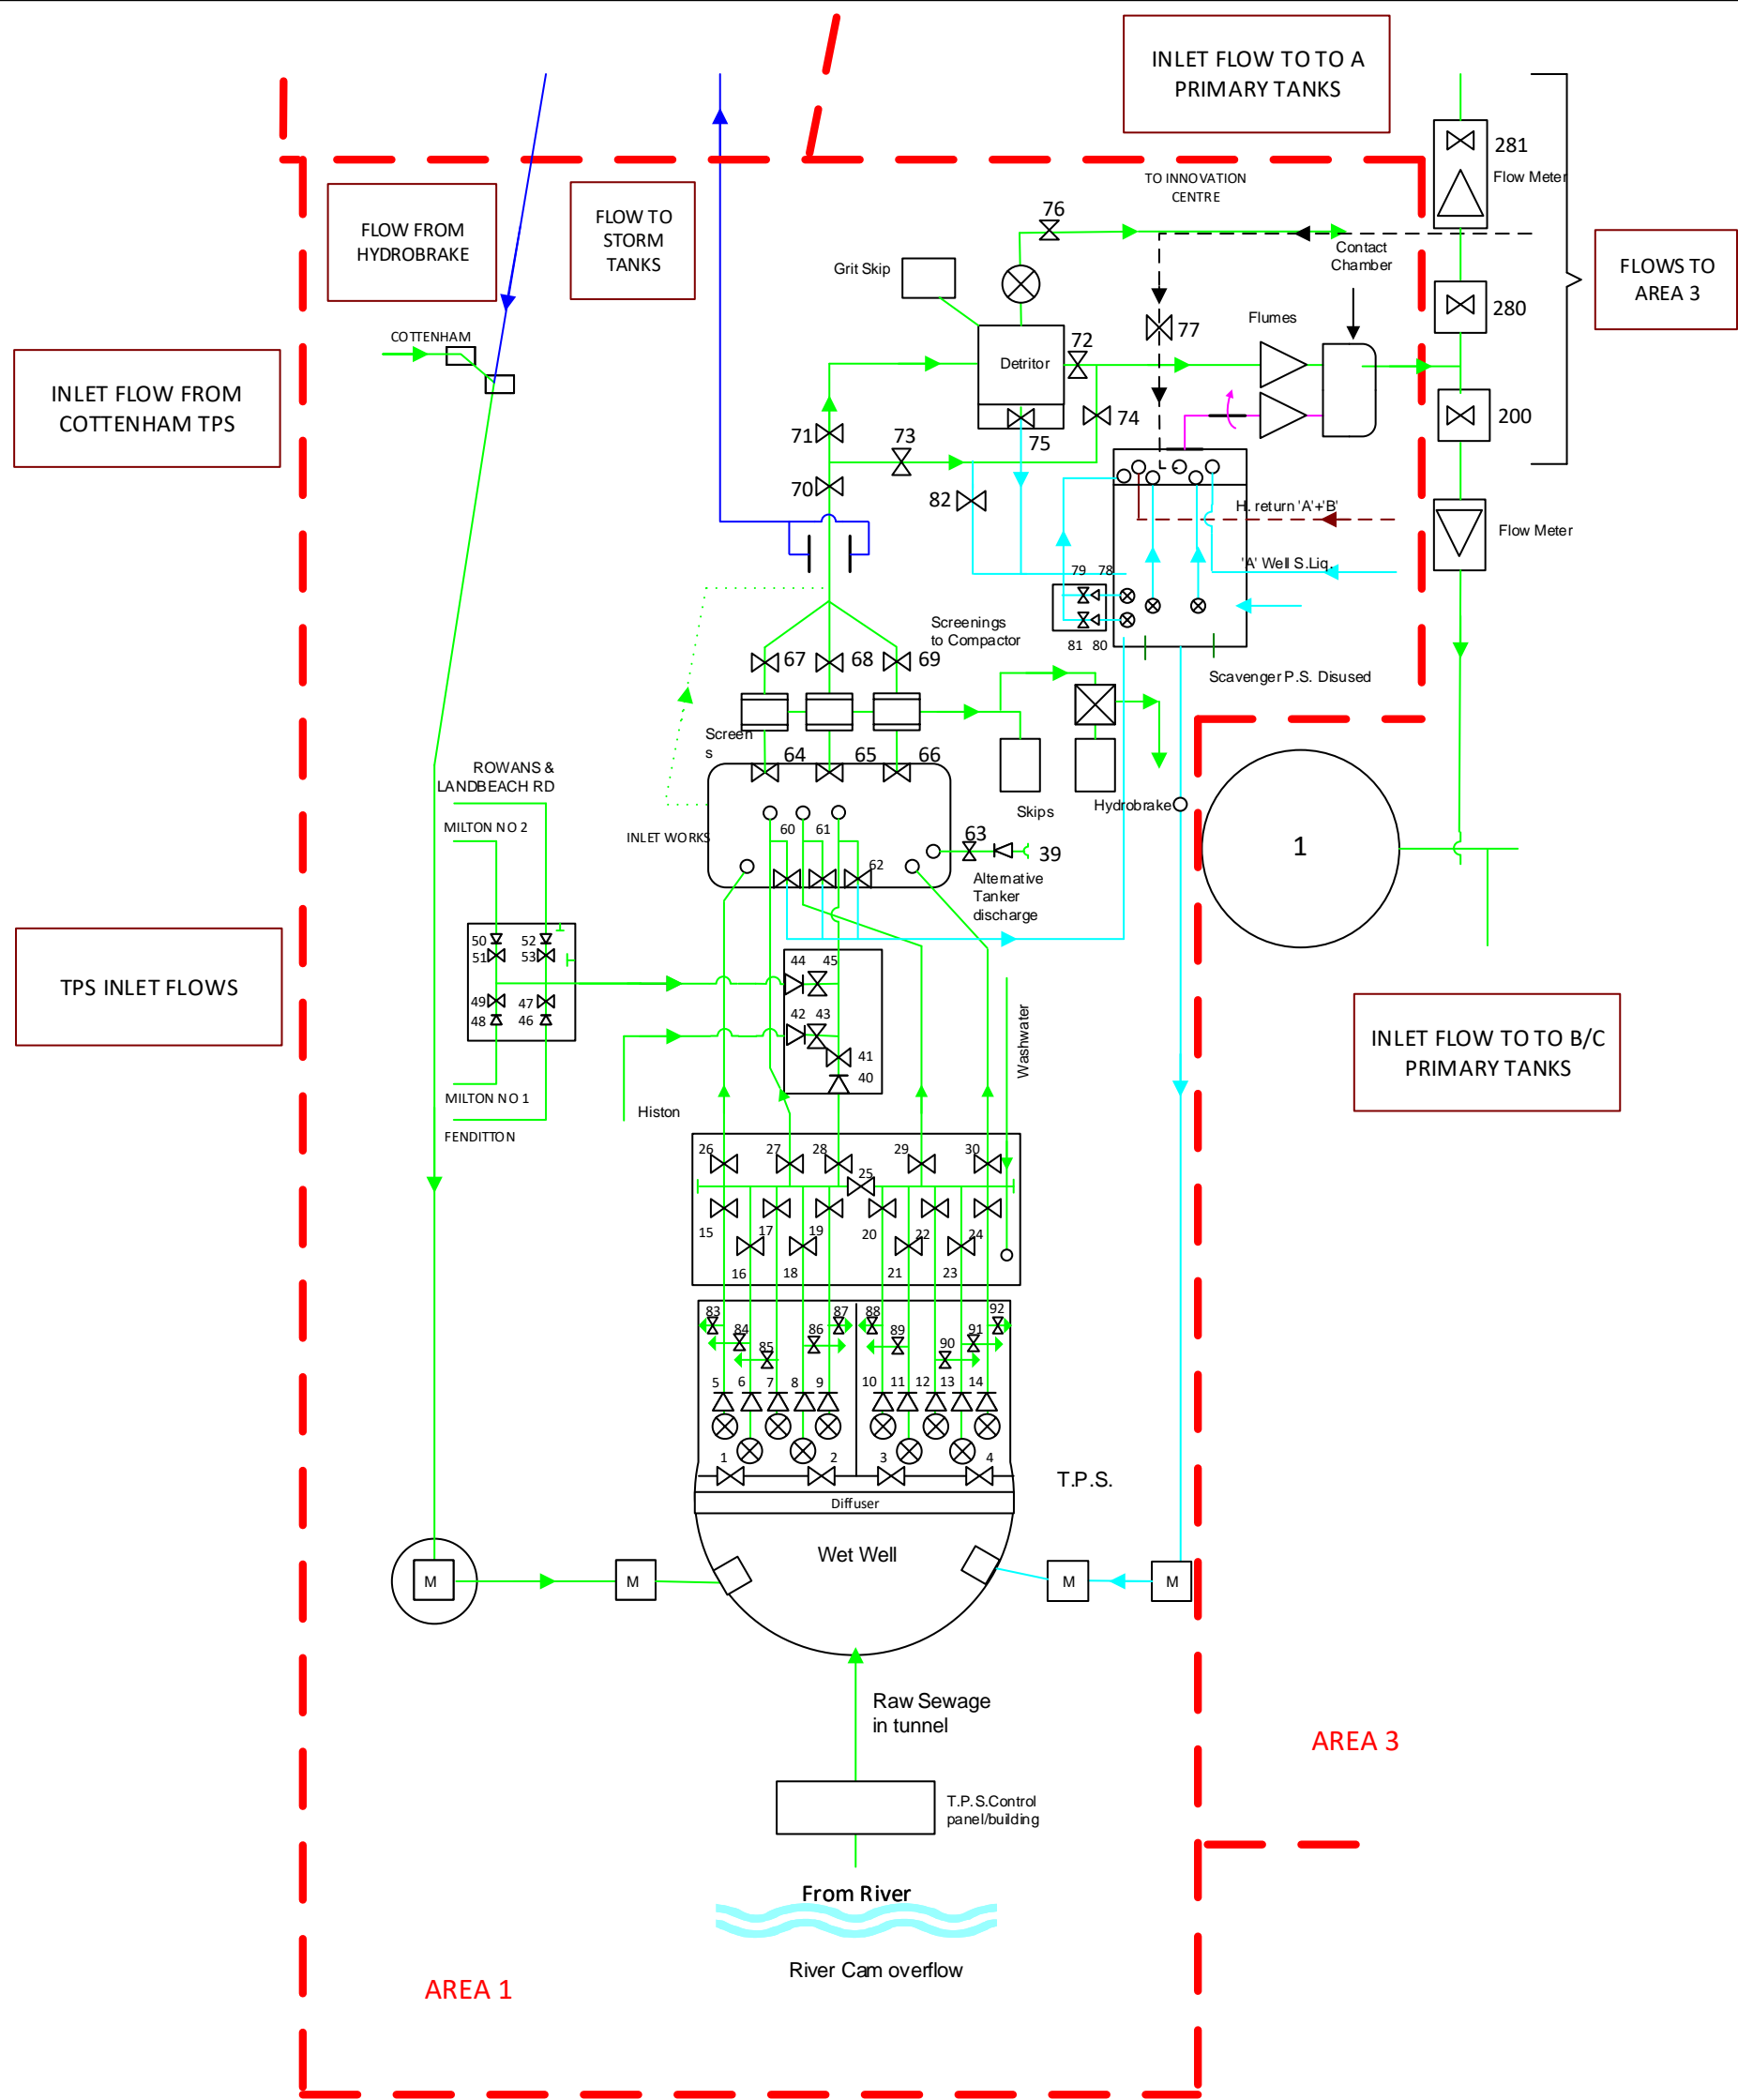 INLET FLOW TO TO A
PRIMARY TANKS
281
Flow Meter
TO INNOVATION
CENTRE
FLOW FROM
HYDROBRAKE
FLOW TO
STORM
TANKS
76
Contact
Chamber
FLOWS TO
AREA 3
Grit Skip
280
77
Flumes
COTTENHAM
72
Detritor
INLET FLOW FROM
COTTENHAM TPS
74
200
71
73
75
70
82
H. return 'A'+'B'
Flow Meter
'A' Well S.Liq.
79
78
Screenings
to Compactor
81
80
67
68
69
Scavenger P.S. Disused
Screen
s
64
65
66
ROWANS &
LANDBEACH RD
Skips
Hydrobrake
MILTON NO 2
INLET WORKS
60
61
62
63
39
1
Alternative
Tanker
discharge
50
52
51
53
44
45
TPS INLET FLOWS
49
47
48
46
42
43
41
40
Washwater
INLET FLOW TO TO B/C
PRIMARY TANKS
MILTON NO 1
Histon
FENDITTON
26
27
28
29
30
25
15
17
19
20
22
24
16
18
21
23
83
87
88
92
84
86
89
91
85
90
5
6
7
8
9
10
11
12
13
14
1
2
3
4
T.P.S.
Diffuser
Wet Well
M
M
M
M
Raw Sewage
in tunnel
AREA 3
T.P.S.Control
panel/building
From River
River Cam overflow
AREA 1